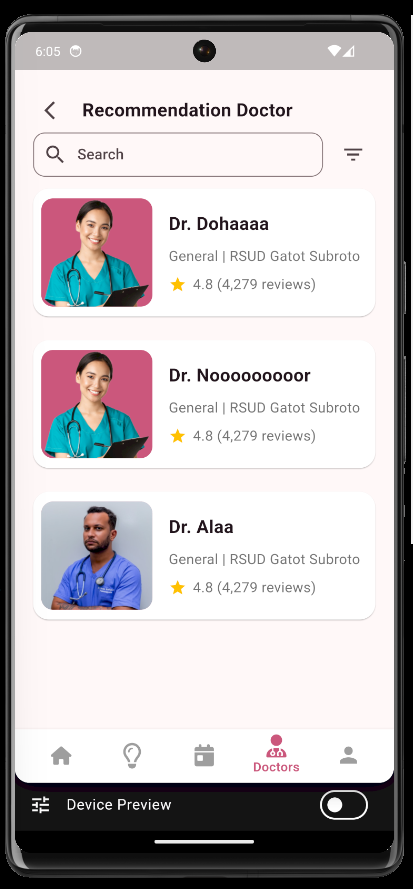 6:05
Recommendation Doctor
Search
Dr. Dohaaaa
General | RSUD Gatot Subroto
4.8 (4,279 reviews)
Dr. Nooooooooor
General | RSUD Gatot Subroto
4.8 (4,279 reviews)
Dr. Alaa
General | RSUD Gatot Subroto
4.8 (4,279 reviews)
Doctors
Device Preview